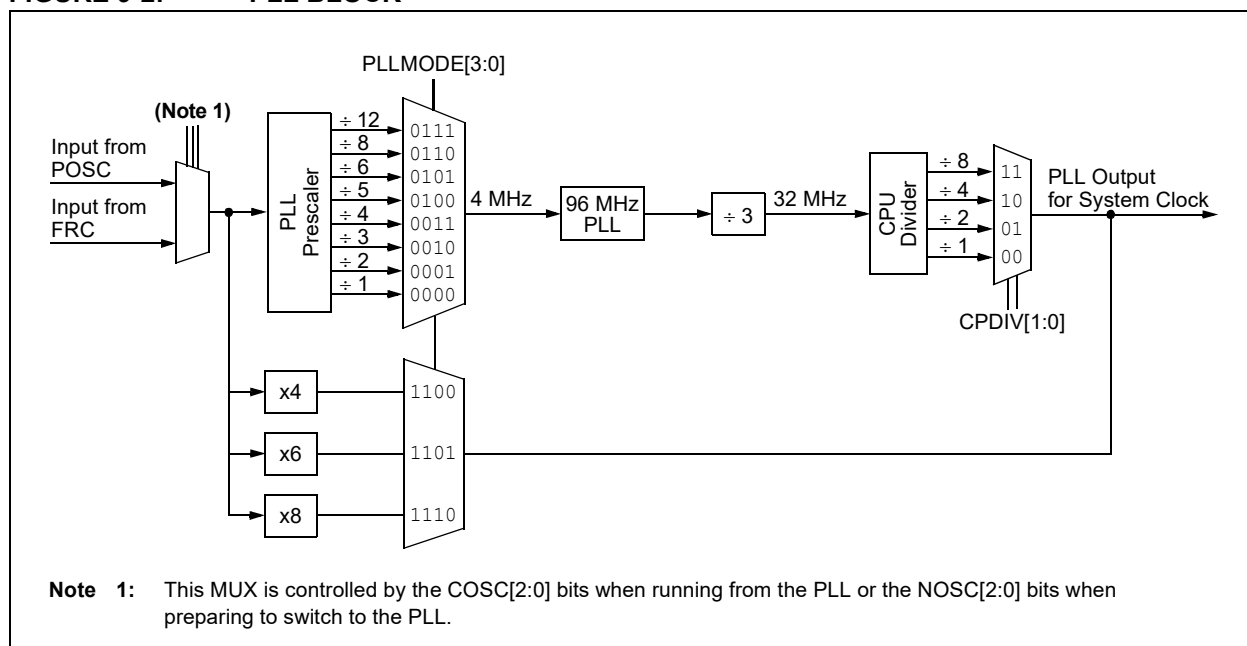 PLLMODE[3:0]
(Note 1)
Input from
POSC
Input from
FRC
PLL
Prescaler
÷ 12
÷ 8
÷ 6
÷ 5
÷ 4
÷ 3
÷ 2
÷ 1
0111
0110
0101
0100
0011
0010
0001
0000
4 MHz
96 MHz
PLL
÷ 3
32 MHz
CPU
Divider
÷ 8
÷ 4
÷ 2
÷ 1
11
10
01
00
CPDIV[1:0]
PLL Output
for System Clock
x4
x6
x8
1100
1101
1110
Note 1: This MUX is controlled by the COSC[2:0] bits when running from the PLL or the NOSC[2:0] bits when
preparing to switch to the PLL.